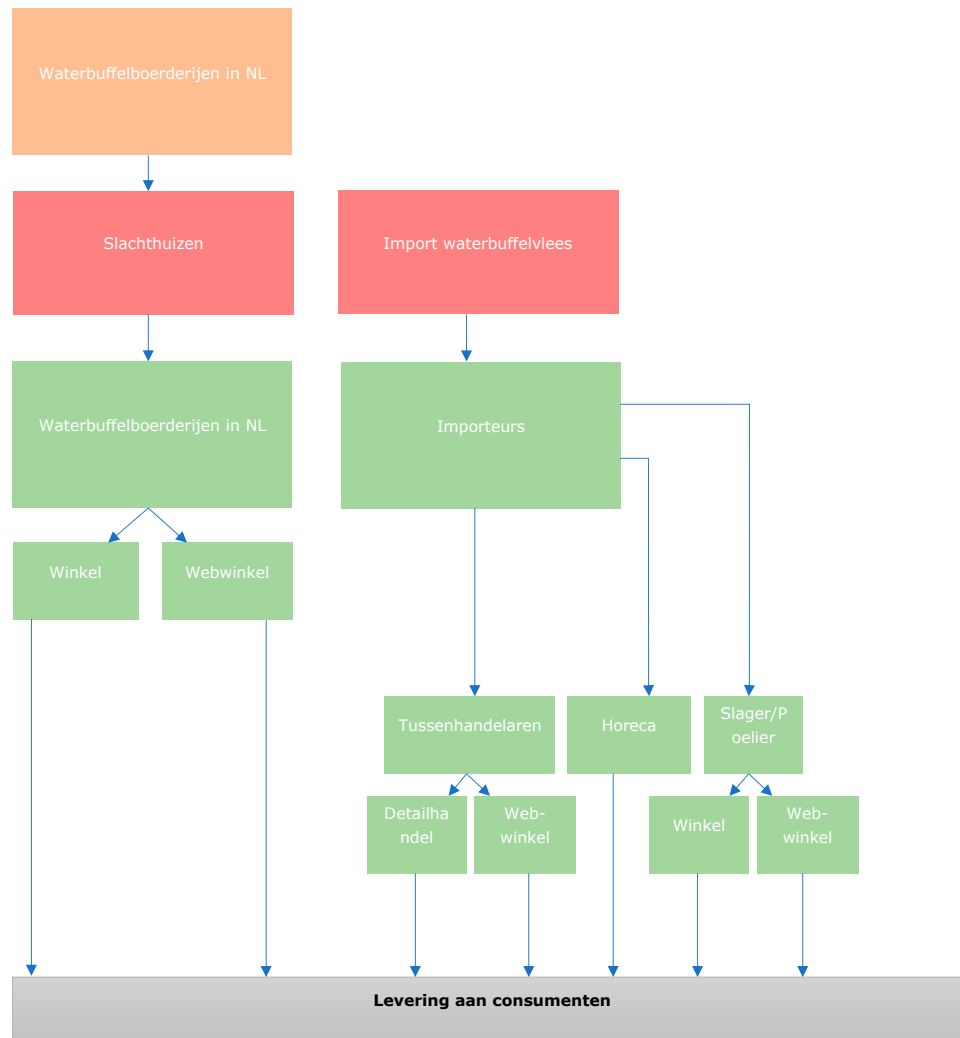 Waterbuffelboerderijen in NL
Slachthuizen
Import waterbuffelvlees
Waterbuffelboerderijen in NL
Importeurs
Winkel
Webwinkel
Tussenhandelaren
Horeca
Slager/P
oelier
Detailha
ndel
Web-
winkel
Winkel
Web-
winkel
Levering aan consumenten